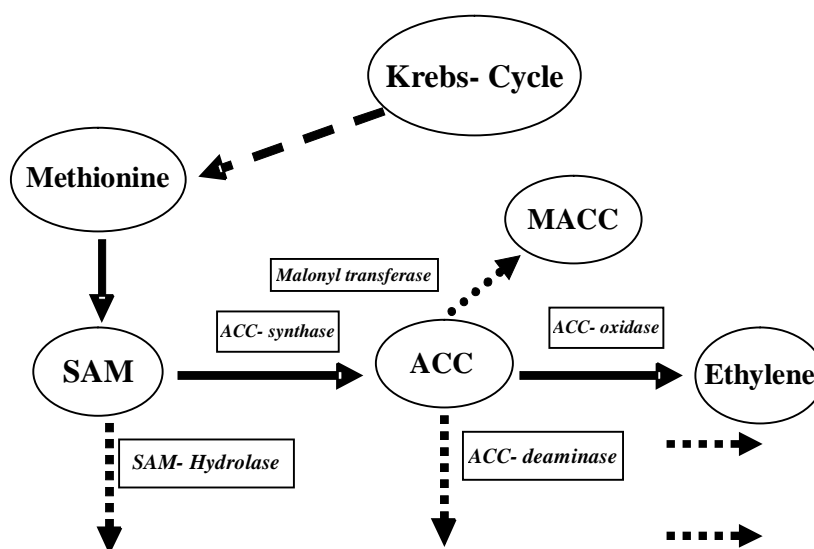 Krebs- Cycle
Methionine
MACC
Malonyl transferase
ACC- synthase
ACC- oxidase
SAM
ACC
Ethylene
SAM- Hydrolase
ACC- deaminase